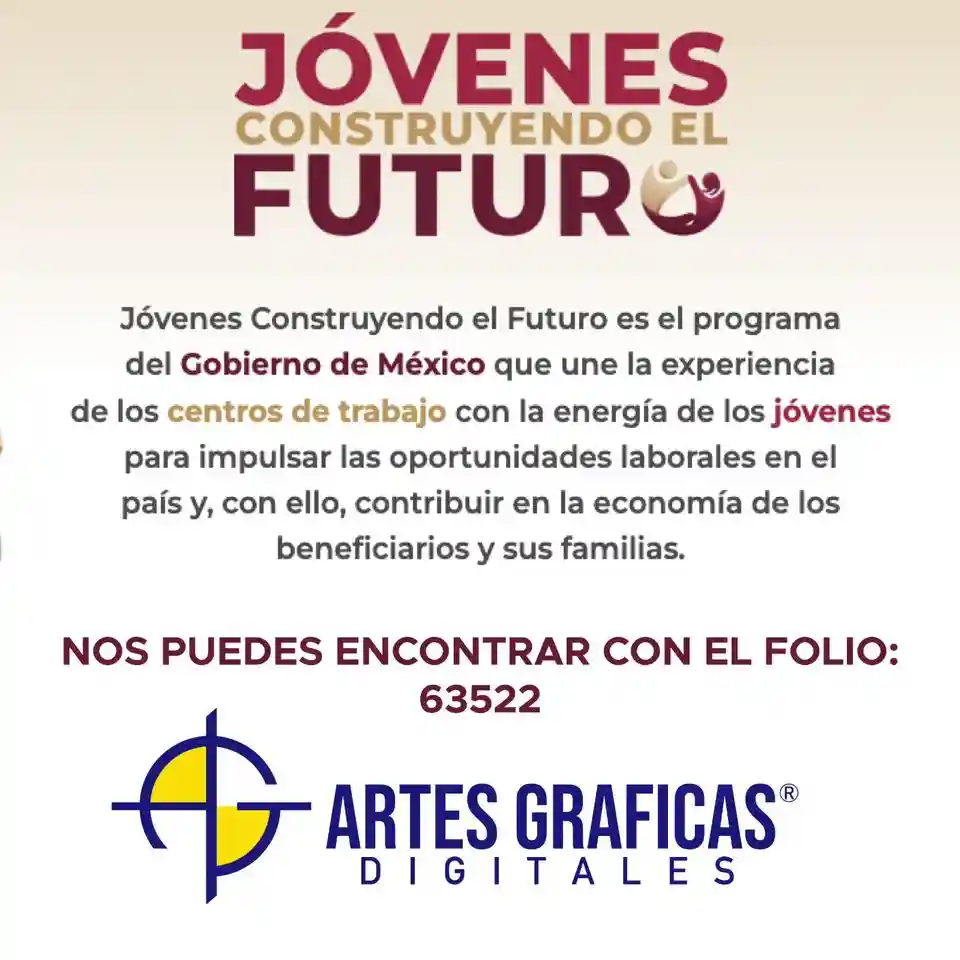 JÓVENES
CONSTRUYENDO EL
FUTURO
Jóvenes Construyendo el Futuro es el programa
del Gobierno de México que une la experiencia
de los centros de trabajo con la energía de los jóvenes
para impulsar las oportunidades laborales en el
país y, con ello, contribuir en la economía de los
beneficiarios y sus familias.
NOS PUEDES ENCONTRAR CON EL FOLIO:
63522
AG
ARTES GRAFICAS®
DIGITALES